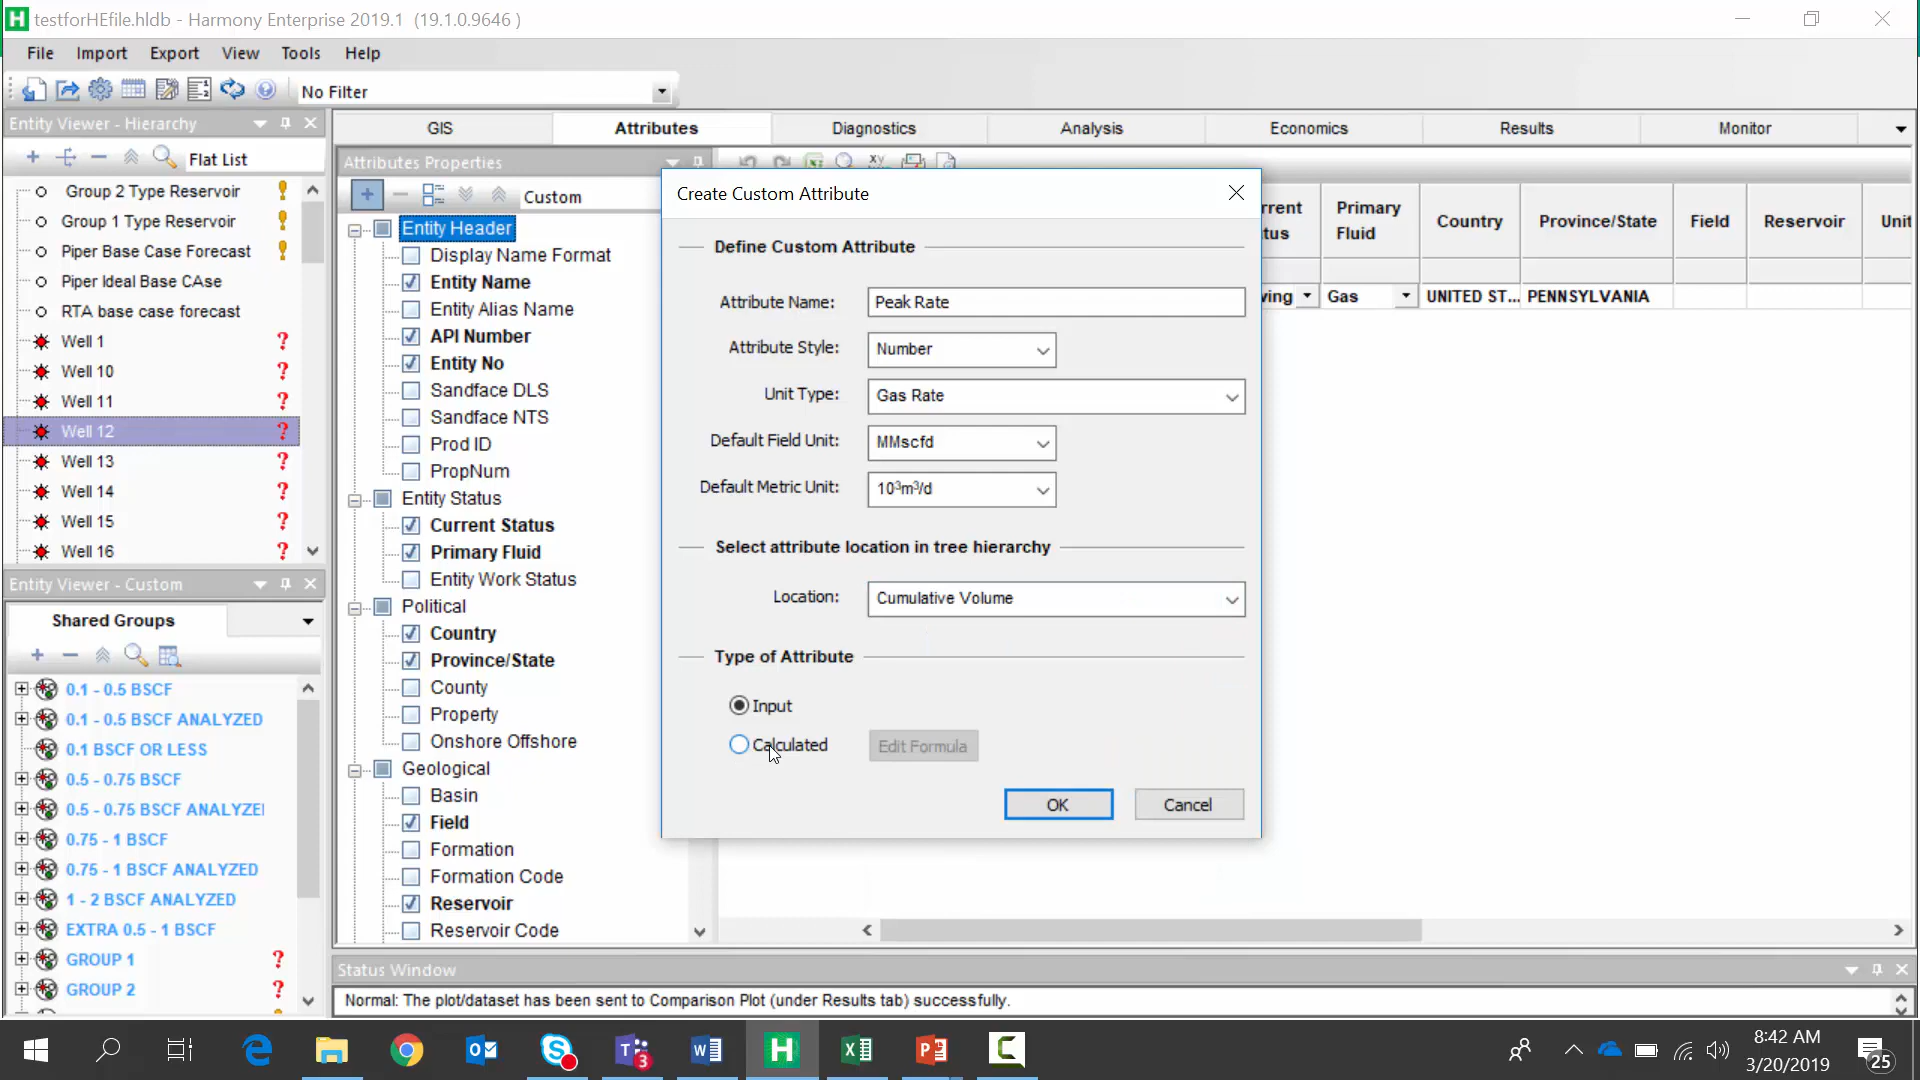 testforHEfile.hldb - Harmony Enterprise 2019.1 (19.1.0.9646 )
File Import Export View Tools Help
No Filter
Entity Viewer - Hierarchy
Flat List
Group 2 Type Reservoir
Group 1 Type Reservoir
Piper Base Case Forecast
Piper Ideal Base CAse
RTA base case forecast
Well 1
Well 10
Well 11
Well 12
Well 13
Well 14
Well 15
Well 16
Entity Viewer - Custom
Shared Groups
0.1 - 0.5 BSCF
0.1 - 0.5 BSCF ANALYZED
0.1 BSCF OR LESS
0.5 - 0.75 BSCF
0.5 - 0.75 BSCF ANALYZEI
0.75 - 1 BSCF
0.75 - 1 BSCF ANALYZED
1 - 2 BSCF ANALYZED
EXTRA 0.5 - 1 BSCF
GROUP 1
GROUP 2
GIS Attributes Diagnostics Analysis Economics Results Monitor
Attributes Properties
Custom
Entity Header
Display Name Format
Entity Name
Entity Alias Name
API Number
Entity No
Sandface DLS
Sandface NTS
Prod ID
PropNum
Entity Status
Current Status
Primary Fluid
Entity Work Status
Political
Country
Province/State
County
Property
Onshore Offshore
Geological
Basin
Field
Formation
Formation Code
Reservoir
Reservoir Code
Create Custom Attribute
Define Custom Attribute
Attribute Name: Peak Rate
Attribute Style: Number
Unit Type: Gas Rate
Default Field Unit: MMscfd
Default Metric Unit: 10³m³/d
Select attribute location in tree hierarchy
Location: Cumulative Volume
Type of Attribute
Input
Calculated Edit Formula
OK Cancel
rrent
tus
Primary
Fluid
Country Province/State Field Reservoir Unit
ving Gas UNITED ST... PENNSYLVANIA
Status Window
Normal: The plot/dataset has been sent to Comparison Plot (under Results tab) successfully.
8:42 AM
3/20/2019
3
25